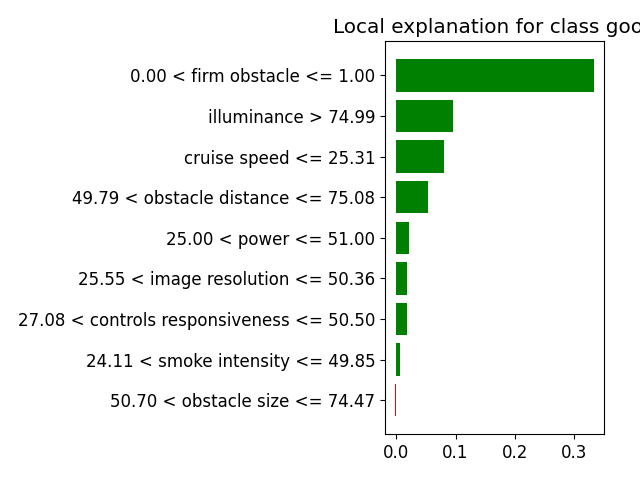 Local explanation for class goo
0.00 < firm obstacle <= 1.00
illuminance > 74.99
cruise speed <= 25.31
49.79 < obstacle distance <= 75.08
25.00 < power <= 51.00
25.55 < image resolution <= 50.36
27.08 < controls responsiveness <= 50.50
24.11 < smoke intensity <= 49.85
50.70 < obstacle size <= 74.47
0.0 0.1 0.2 0.3